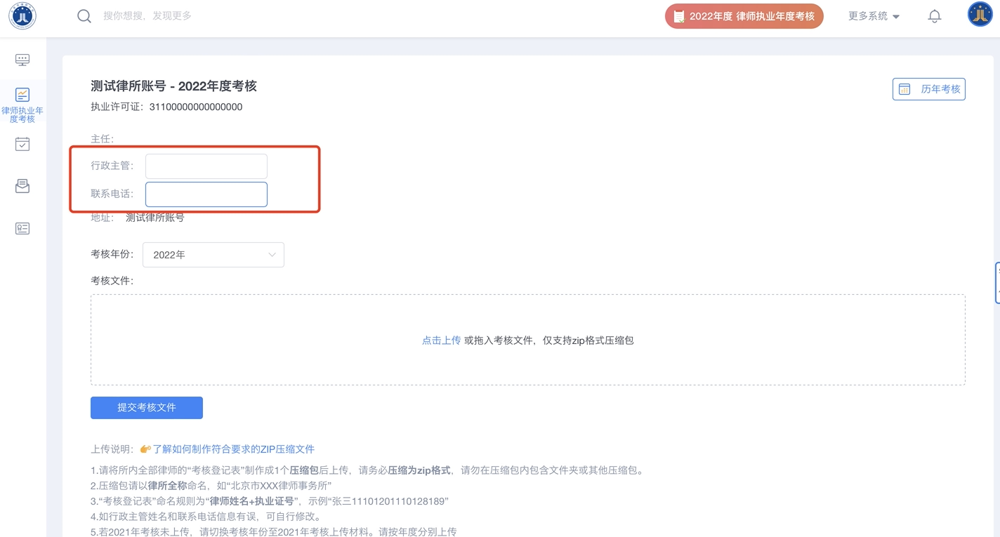 搜你想搜，发现更多
2022年度 律师执业年度考核
更多系统
律师执业年
度考核
测试律所账号 - 2022年度考核
历年考核
执业许可证：31100000000000000
主任：
行政主管：
联系电话：
地址： 测试律所账号
考核年份： 2022年
考核文件：
点击上传 或拖入考核文件，仅支持zip格式压缩包
提交考核文件
上传说明： 👉了解如何制作符合要求的ZIP压缩文件
1.请将所内全部律师的“考核登记表”制作成1个压缩包后上传，请务必压缩为zip格式，请勿在压缩包内包含文件夹或其他压缩包。
2.压缩包请以律所全称命名，如“北京市XXX律师事务所”
3.“考核登记表”命名规则为“律师姓名+执业证号”，示例“张三11101201110128189”
4.如行政主管姓名和联系电话信息有误，可自行修改。
5.若2021年考核未上传，请切换考核年份至2021年考核上传材料。请按年度分别上传